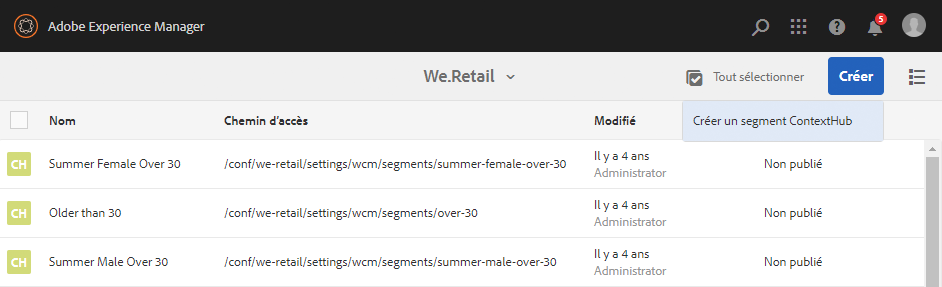 Adobe Experience Manager
5
We.Retail
Tout sélectionner
Créer
Nom Chemin d'accès Modifié Créer un segment ContextHub
CH Summer Female Over 30 /conf/we-retail/settings/wcm/segments/summer-female-over-30 Il y a 4 ans Non publié
Administrator
CH Older than 30 /conf/we-retail/settings/wcm/segments/over-30 Il y a 4 ans Non publié
Administrator
CH Summer Male Over 30 /conf/we-retail/settings/wcm/segments/summer-male-over-30 Il y a 4 ans Non publié
Administrator